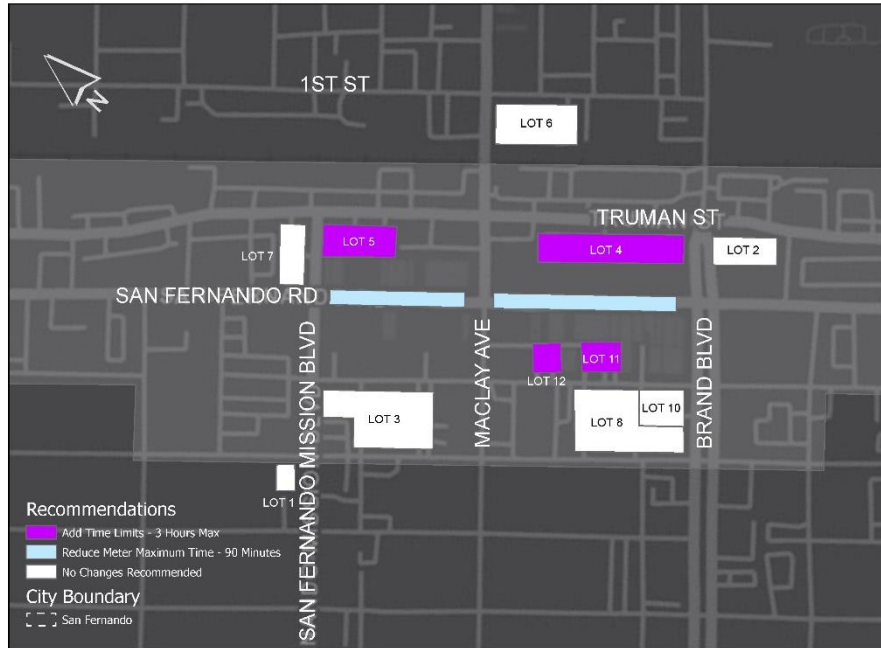 N
1ST ST
LOT 6
TRUMAN ST
LOT 5
LOT 4
LOT 2
LOT 7
SAN FERNANDO RD
SAN FERNANDO MISSION BLVD
MACLAY AVE
BRAND BLVD
LOT 11
LOT 12
LOT 3
LOT 8
LOT 10
LOT 1
Recommendations
Add Time Limits - 3 Hours Max
Reduce Meter Maximum Time - 90 Minutes
No Changes Recommended
City Boundary
San Fernando